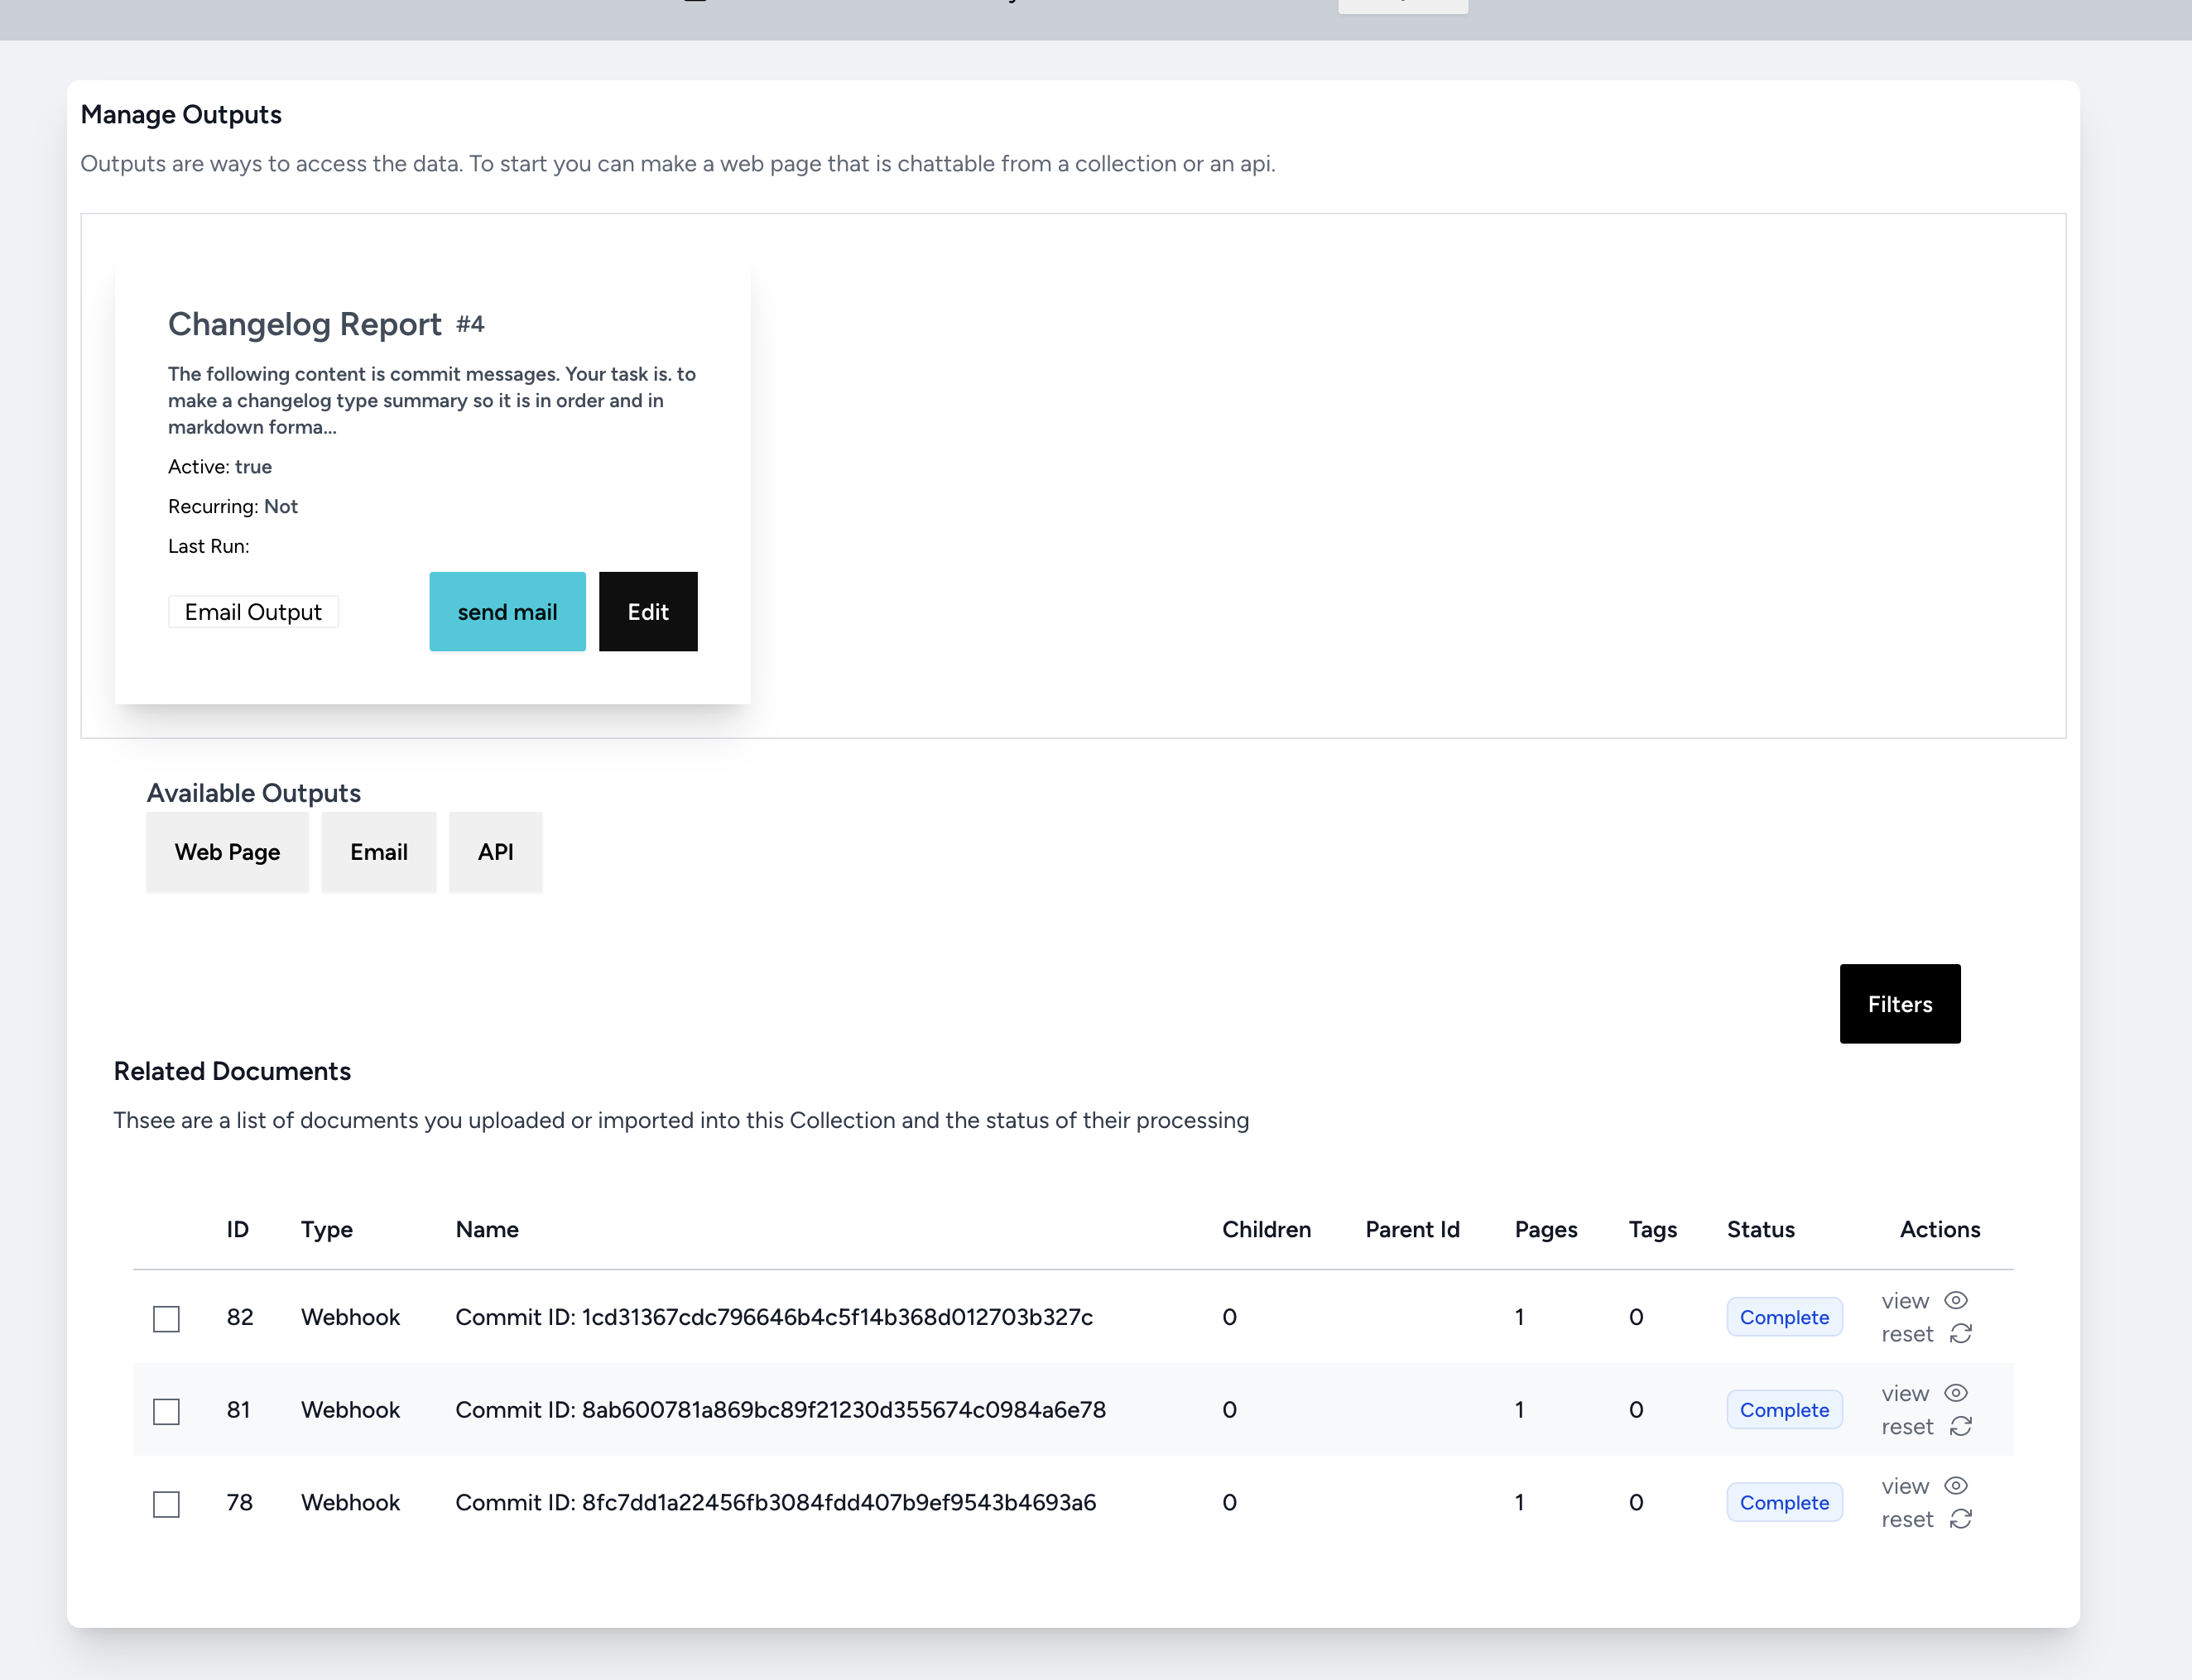 Manage Outputs
Outputs are ways to access the data. To start you can make a web page that is chattable from a collection or an api.
Changelog Report #4
The following content is commit messages. Your task is. to
make a changelog type summary so it is in order and in
markdown forma...
Active: true
Recurring: Not
Last Run:
Email Output send mail Edit
Available Outputs
Web Page Email API
Filters
Related Documents
Thsee are a list of documents you uploaded or imported into this Collection and the status of their processing
ID Type Name Children Parent Id Pages Tags Status Actions
82 Webhook Commit ID: 1cd31367cdc796646b4c5f14b368d012703b327c 0 1 0 Complete view
reset
81 Webhook Commit ID: 8ab600781a869bc89f21230d355674c0984a6e78 0 1 0 Complete view
reset
78 Webhook Commit ID: 8fc7dd1a22456fb3084fdd407b9ef9543b4693a6 0 1 0 Complete view
reset